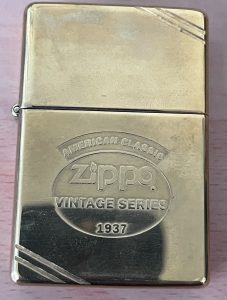 AMERICAN CLASSIC
Zippo
VINTAGE SERIES
1937